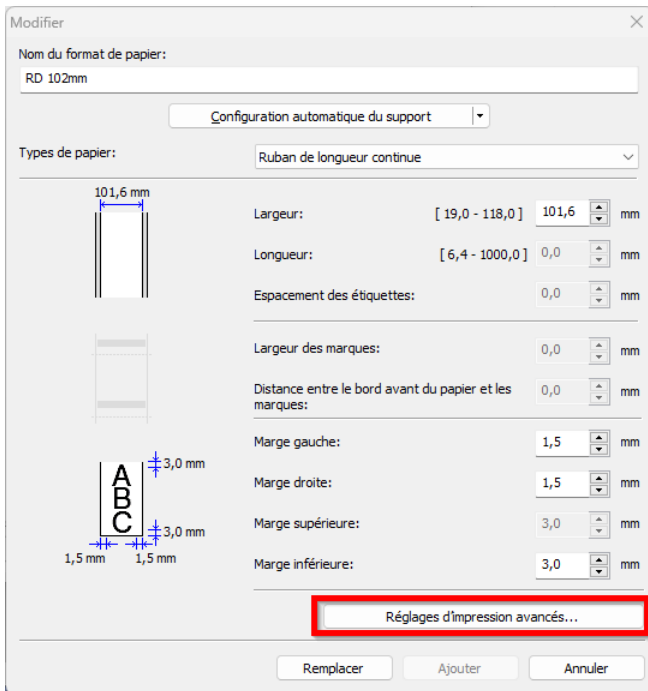 Modifier
Nom du format de papier:
RD 102mm
Configuration automatique du support
Types de papier:
Ruban de longueur continue
101,6 mm
Largeur: [ 19,0 - 118,0 ] 101,6 mm
Longueur: [ 6,4 - 1000,0 ] 0,0 mm
Espacement des étiquettes: 0,0 mm
Largeur des marques: 0,0 mm
Distance entre le bord avant du papier et les
marques: 0,0 mm
3,0 mm
A
B
C
3,0 mm
1,5 mm 1,5 mm
Marge gauche: 1,5 mm
Marge droite: 1,5 mm
Marge supérieure: 3,0 mm
Marge inférieure: 3,0 mm
Réglages d'impression avancés...
Remplacer Ajouter Annuler